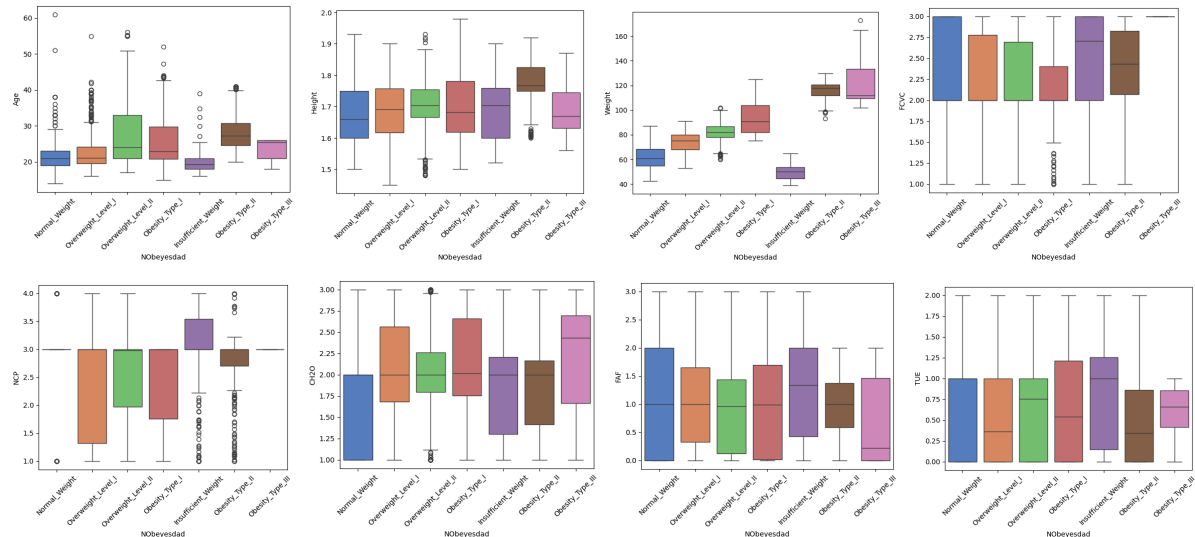 Age
60
50
40
30
20
Normal_Weight
Overweight_Level_I
Overweight_Level_II
Obesity_Type_I
Insufficient_Weight
Obesity_Type_II
Obesity_Type_III
NObeyesdad
Height
1.9
1.8
1.7
1.6
1.5
Normal_Weight
Overweight_Level_I
Overweight_Level_II
Obesity_Type_I
Insufficient_Weight
Obesity_Type_II
Obesity_Type_III
NObeyesdad
Weight
160
140
120
100
80
60
40
Normal_Weight
Overweight_Level_I
Overweight_Level_II
Obesity_Type_I
Insufficient_Weight
Obesity_Type_II
Obesity_Type_III
NObeyesdad
FCVC
3.00
2.75
2.50
2.25
2.00
1.75
1.50
1.25
1.00
Normal_Weight
Overweight_Level_I
Overweight_Level_II
Obesity_Type_I
Insufficient_Weight
Obesity_Type_II
Obesity_Type_III
NObeyesdad
NCP
4.0
3.5
3.0
2.5
2.0
1.5
1.0
Normal_Weight
Overweight_Level_I
Overweight_Level_II
Obesity_Type_I
Insufficient_Weight
Obesity_Type_II
Obesity_Type_III
NObeyesdad
CH2O
3.00
2.75
2.50
2.25
2.00
1.75
1.50
1.25
1.00
Normal_Weight
Overweight_Level_I
Overweight_Level_II
Obesity_Type_I
Insufficient_Weight
Obesity_Type_II
Obesity_Type_III
NObeyesdad
FAF
3.0
2.5
2.0
1.5
1.0
0.5
0.0
Normal_Weight
Overweight_Level_I
Overweight_Level_II
Obesity_Type_I
Insufficient_Weight
Obesity_Type_II
Obesity_Type_III
NObeyesdad
TUE
2.00
1.75
1.50
1.25
1.00
0.75
0.50
0.25
0.00
Normal_Weight
Overweight_Level_I
Overweight_Level_II
Obesity_Type_I
Insufficient_Weight
Obesity_Type_II
Obesity_Type_III
NObeyesdad